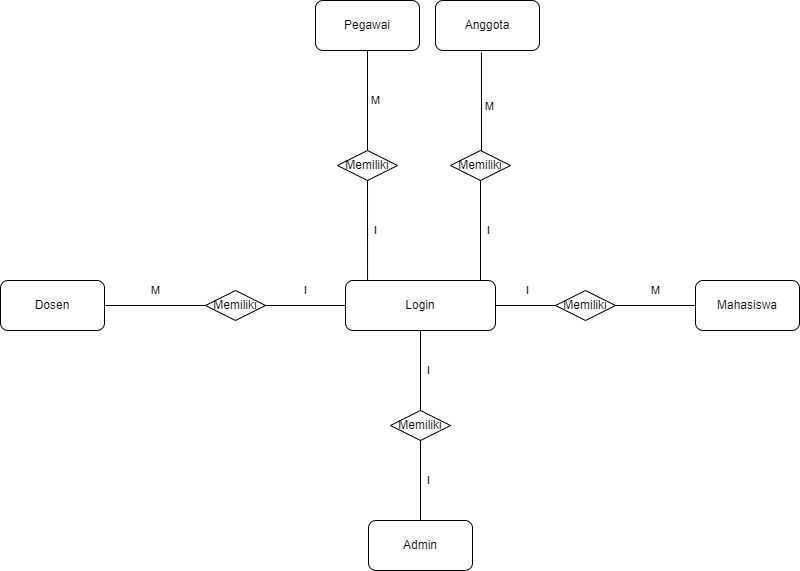 Pegawai
Anggota
M
M
Memiliki
Memiliki
I
I
M
I
I
M
Dosen
Memiliki
Login
Memiliki
Mahasiswa
I
Memiliki
I
Admin